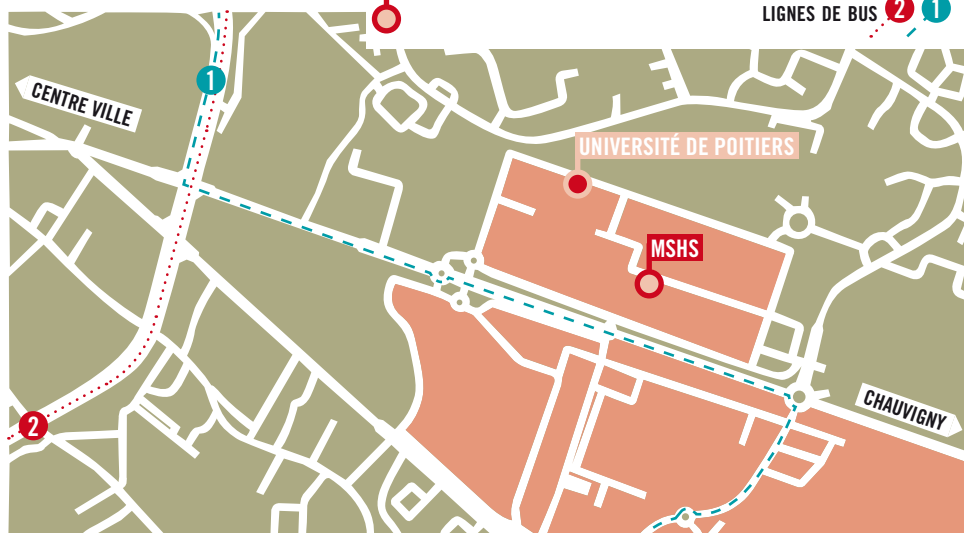 LIGNES DE BUS 2 1
1
CENTRE VILLE
UNIVERSITÉ DE POITIERS
MSHS
CHAUVIGNY
2